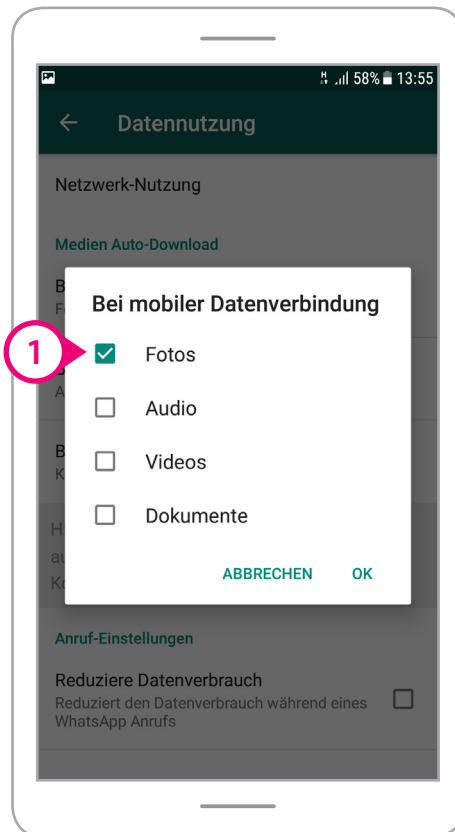 58% 13:55
Datennutzung
Netzwerk-Nutzung
Medien Auto-Download
Bei mobiler Datenverbindung
1
Fotos
Audio
Videos
Dokumente
ABBRECHEN OK
Anruf-Einstellungen
Reduziere Datenverbrauch
Reduziert den Datenverbrauch während eines
WhatsApp Anrufs